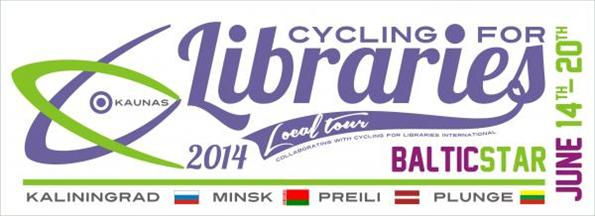 CYCLING FOR
Libraries
KAUNAS
2014
Local tour
COLLABORATING WITH CYCLING FOR LIBRARIES INTERNATIONAL
BALTICSTAR
JUNE 14TH - 20TH
KALININGRAD MINSK PREILI PLUNGE